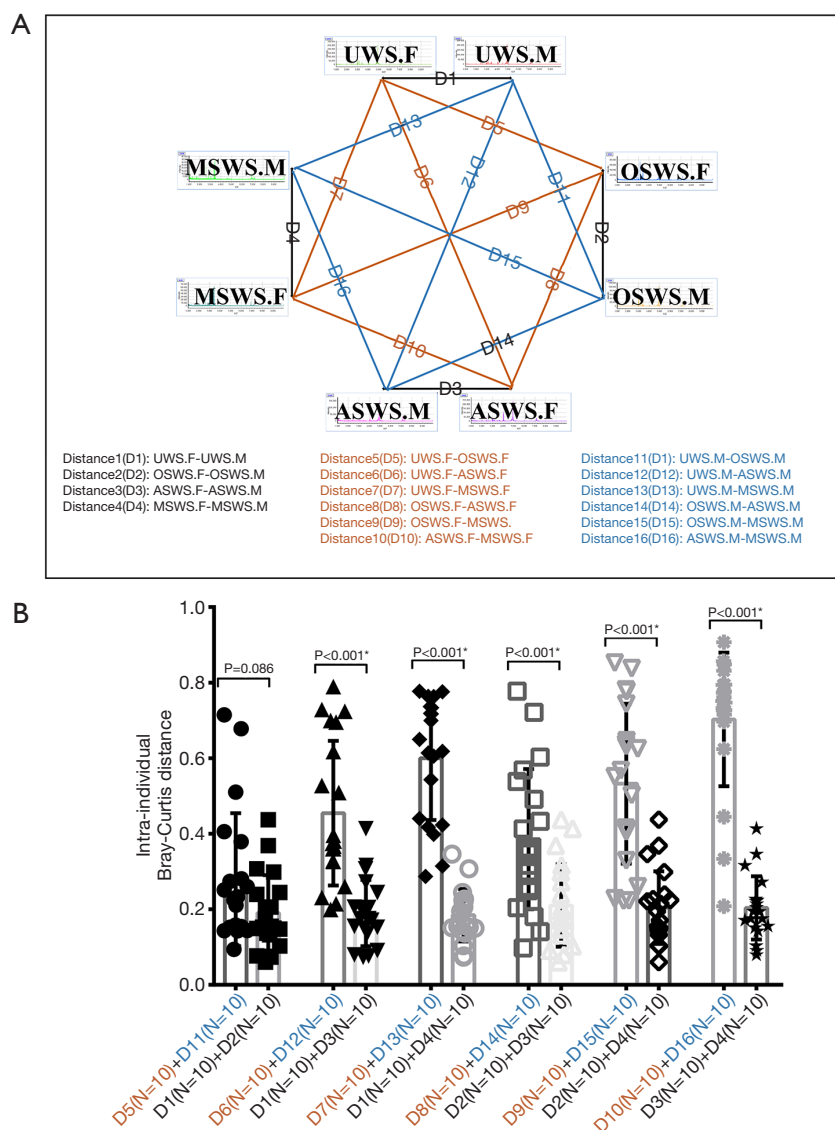 A
UWS.F
UWS.M
D1
D13
D5
MSWS.M
OSWS.F
D7
D6
D12
D11
D9
D4
D2
D16
D15
D8
MSWS.F
OSWS.M
D10
D14
D3
ASWS.M
ASWS.F
Distance1(D1): UWS.F-UWS.M
Distance2(D2): OSWS.F-OSWS.M
Distance3(D3): ASWS.F-ASWS.M
Distance4(D4): MSWS.F-MSWS.M
Distance5(D5): UWS.F-OSWS.F
Distance6(D6): UWS.F-ASWS.F
Distance7(D7): UWS.F-MSWS.F
Distance8(D8): OSWS.F-ASWS.F
Distance9(D9): OSWS.F-MSWS.
Distance10(D10): ASWS.F-MSWS.F
Distance11(D1): UWS.M-OSWS.M
Distance12(D12): UWS.M-ASWS.M
Distance13(D13): UWS.M-MSWS.M
Distance14(D14): OSWS.M-ASWS.M
Distance15(D15): OSWS.M-MSWS.M
Distance16(D16): ASWS.M-MSWS.M
B
Intra-individual
Bray-Curtis distance
1.0
0.8
0.6
0.4
0.2
0.0
P=0.086
P<0.001*
P<0.001*
P<0.001*
P<0.001*
P<0.001*
D5(N=10)+D11(N=10)
D1(N=10)+D2(N=10)
D6(N=10)+D12(N=10)
D1(N=10)+D3(N=10)
D7(N=10)+D13(N=10)
D1(N=10)+D4(N=10)
D8(N=10)+D14(N=10)
D2(N=10)+D3(N=10)
D9(N=10)+D15(N=10)
D2(N=10)+D4(N=10)
D10(N=10)+D16(N=10)
D3(N=10)+D4(N=10)